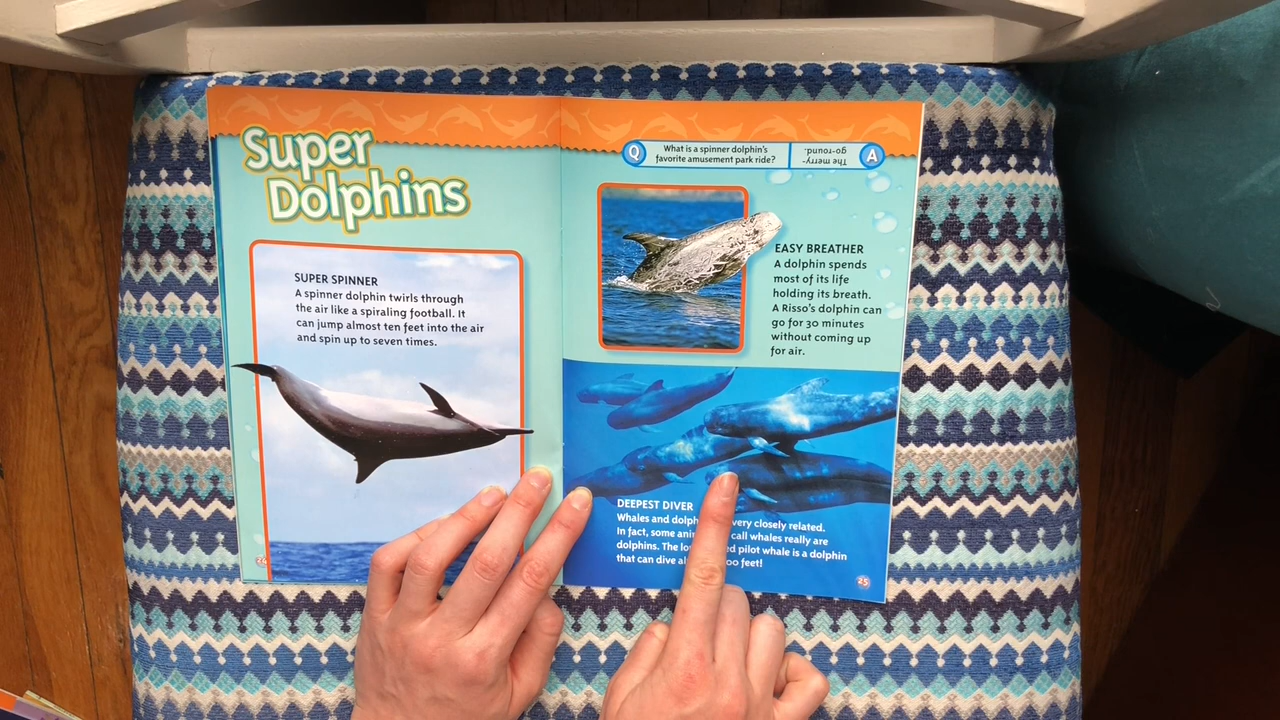 Super
Dolphins
SUPER SPINNER
A spinner dolphin twirls through
the air like a spiraling football. It
can jump almost ten feet into the air
and spin up to seven times.
24
Q
What is a spinner dolphin's
favorite amusement park ride?
The merry-
go-round.
A
EASY BREATHER
A dolphin spends
most of its life
holding its breath.
A Risso's dolphin can
go for 30 minutes
without coming up
for air.
DEEPEST DIVER
Whales and dolph very closely related.
In fact, some ani call whales really are
dolphins. The lo ed pilot whale is a dolphin
that can dive al oo feet!
25